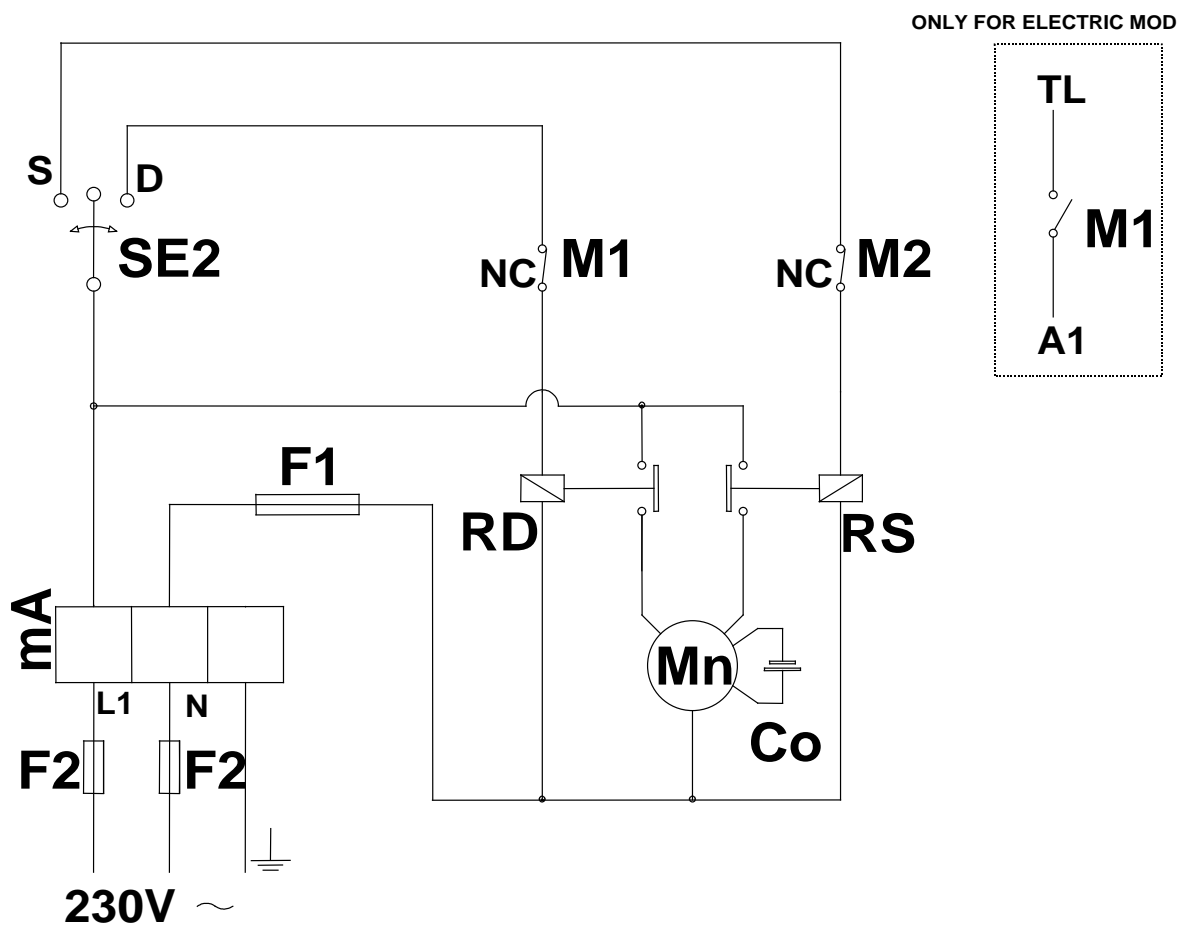 ONLY FOR ELECTRIC MOD
TL
S
D
SE2
NC
M1
NC
M2
M1
A1
F1
RD
RS
mA
L1
N
Mn
Co
F2
F2
230V ~